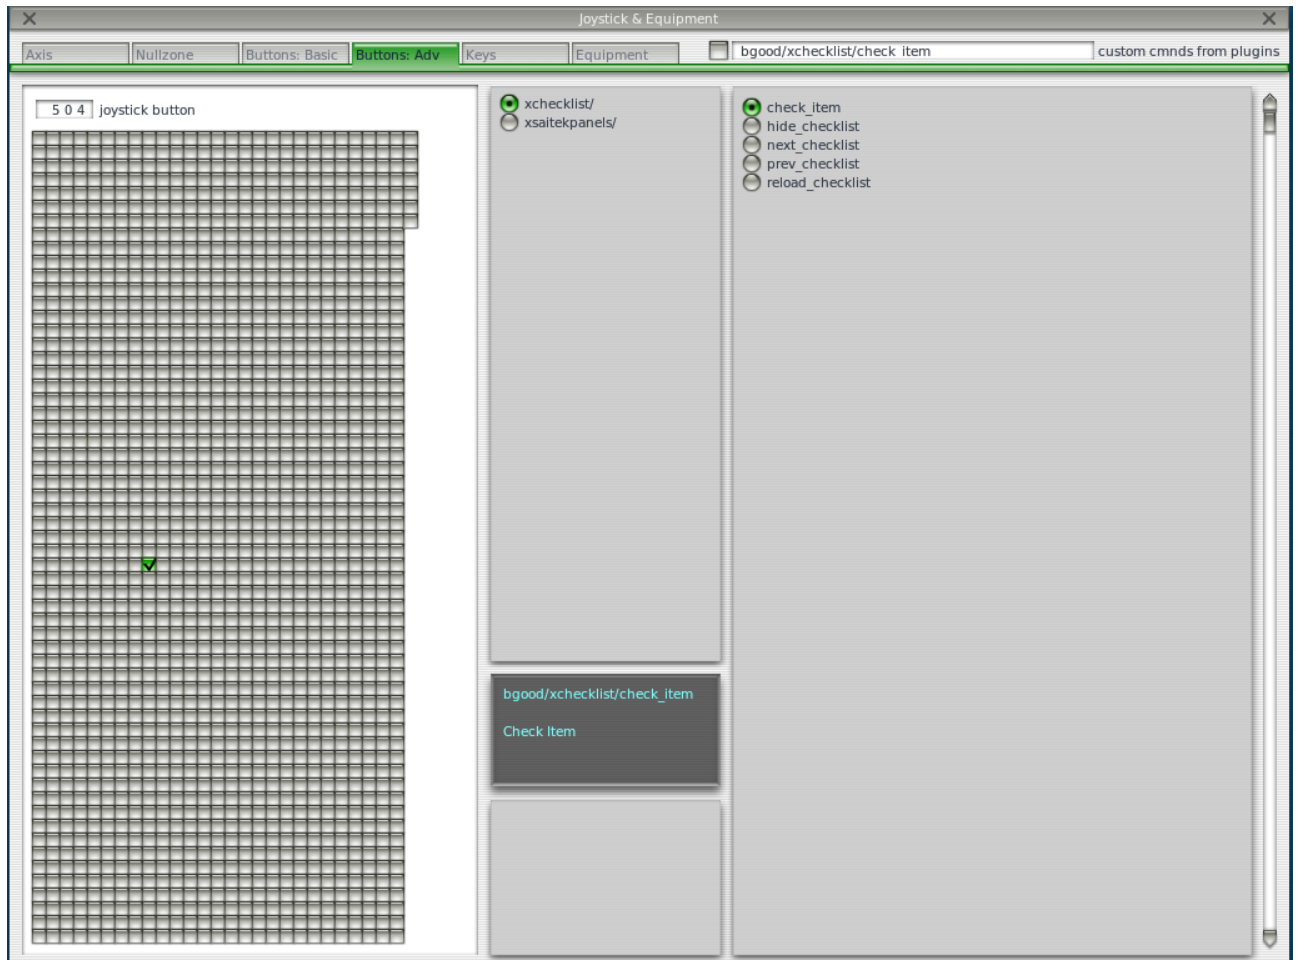 Joystick & Equipment
Axis
Nullzone
Buttons: Basic
Buttons: Adv
Keys
Equipment
bgood/xchecklist/check_item
custom cmnds from plugins
504 joystick button
xchecklist/
xsaitekpanels/
check_item
hide_checklist
next_checklist
prev_checklist
reload_checklist
bgood/xchecklist/check_item
Check Item